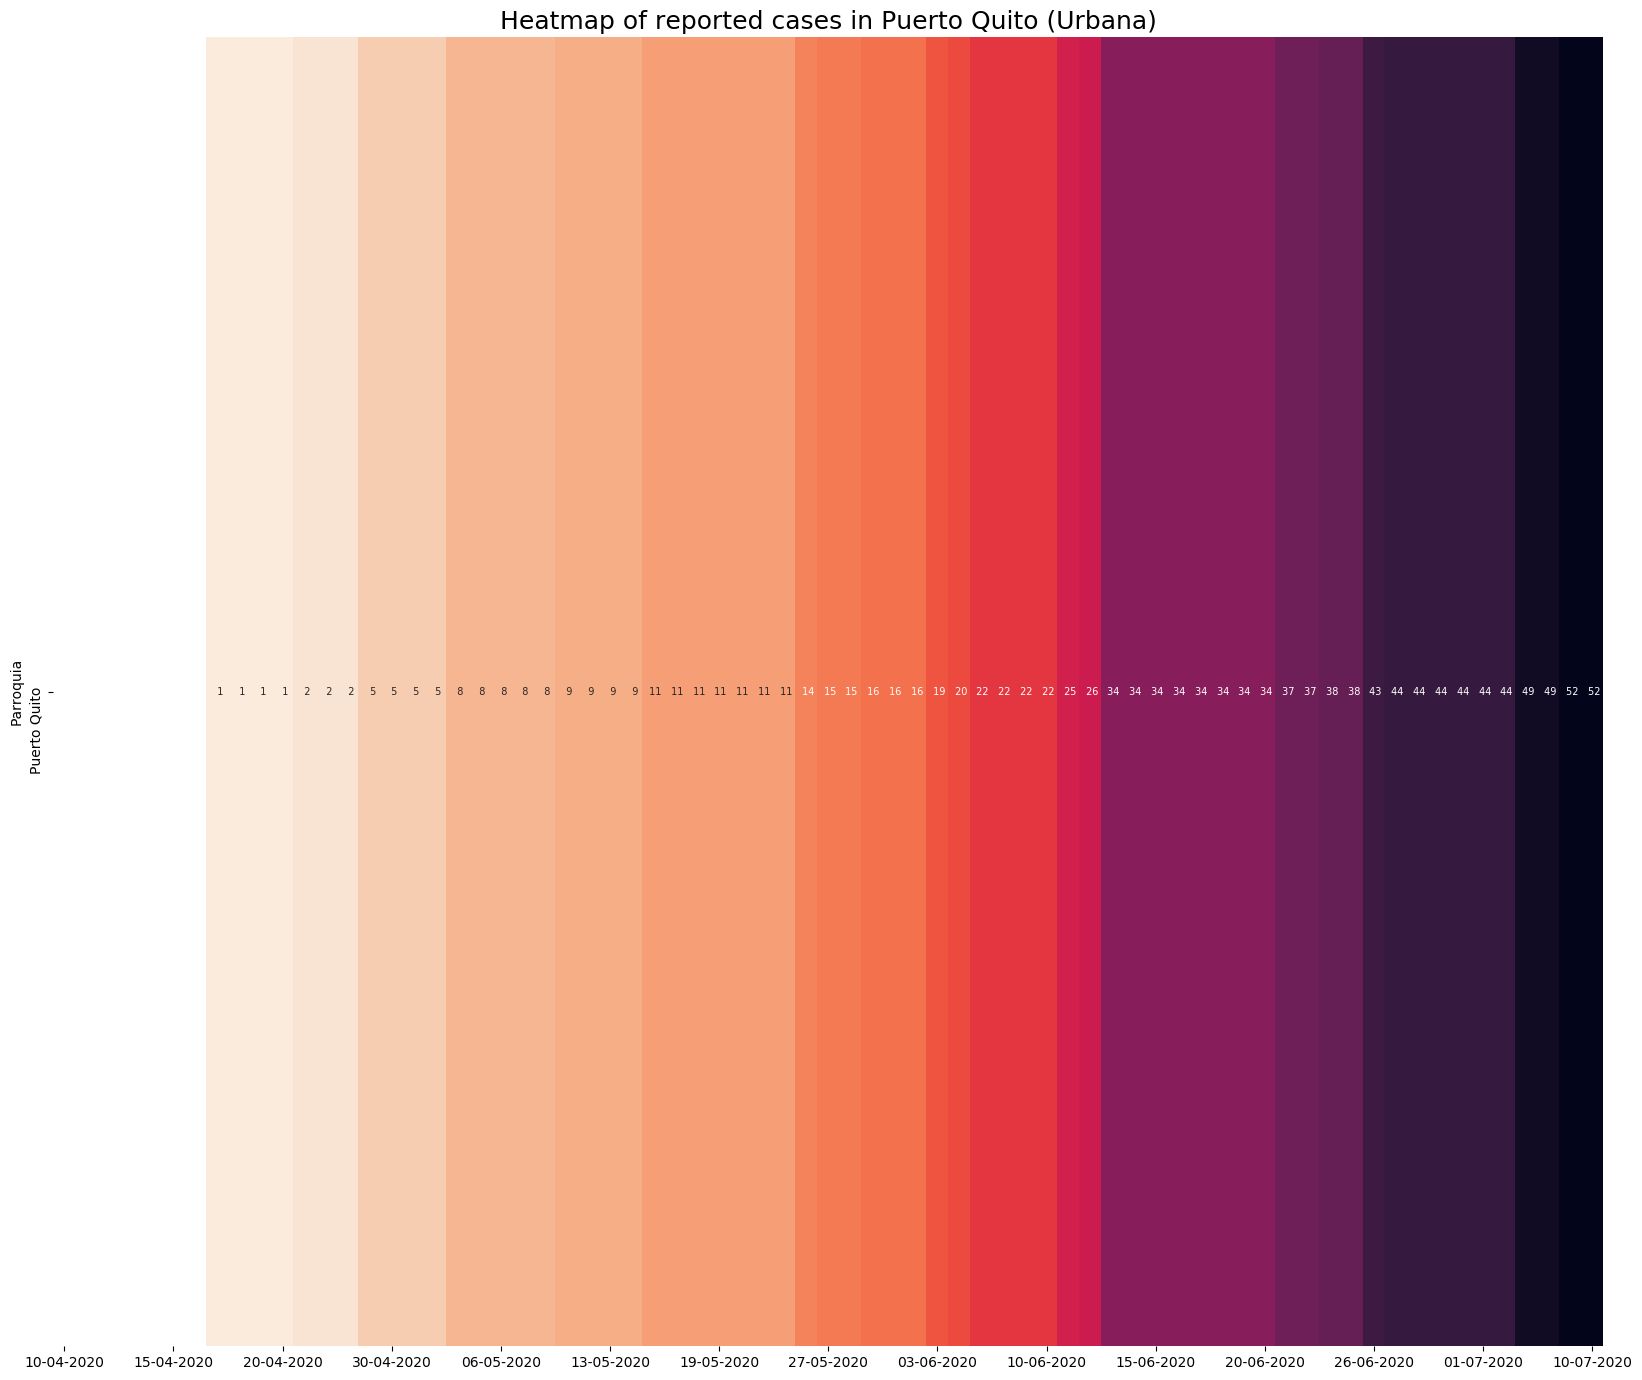 Heatmap of reported cases in Puerto Quito (Urbana)
Parroquia
Puerto Quito
1 1 1 1 2 2 2 5 5 5 5 8 8 8 8 8 9 9 9 9 11 11 11 11 11 11 11 14 15 15 16 16 16 19 20 22 22 22 22 25 26 34 34 34 34 34 34 34 34 37 37 38 38 43 44 44 44 44 44 44 49 49 52 52
10-04-2020 15-04-2020 20-04-2020 30-04-2020 06-05-2020 13-05-2020 19-05-2020 27-05-2020 03-06-2020 10-06-2020 15-06-2020 20-06-2020 26-06-2020 01-07-2020 10-07-2020